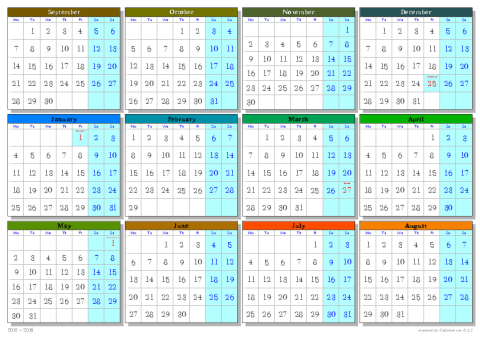 September
Mo Tu We Th Fr Sa Su
1 2 3 4 5 6
7 8 9 10 11 12 13
14 15 16 17 18 19 20
21 22 23 24 25 26 27
28 29 30
October
Mo Tu We Th Fr Sa Su
1 2 3 4
5 6 7 8 9 10 11
12 13 14 15 16 17 18
19 20 21 22 23 24 25
26 27 28 29 30 31
November
Mo Tu We Th Fr Sa Su
1
2 3 4 5 6 7 8
9 10 11 12 13 14 15
16 17 18 19 20 21 22
23 24 25 26 27 28 29
30
December
Mo Tu We Th Fr Sa Su
1 2 3 4 5 6
7 8 9 10 11 12 13
14 15 16 17 18 19 20
21 22 23 24 25 26 27
28 29 30 31
January
Mo Tu We Th Fr Sa Su
1 2 3
4 5 6 7 8 9 10
11 12 13 14 15 16 17
18 19 20 21 22 23 24
25 26 27 28 29 30 31
February
Mo Tu We Th Fr Sa Su
1 2 3 4 5 6 7
8 9 10 11 12 13 14
15 16 17 18 19 20 21
22 23 24 25 26 27 28
29
March
Mo Tu We Th Fr Sa Su
1 2 3 4 5 6
7 8 9 10 11 12 13
14 15 16 17 18 19 20
21 22 23 24 25 26 27
28 29 30 31
April
Mo Tu We Th Fr Sa Su
1 2 3
4 5 6 7 8 9 10
11 12 13 14 15 16 17
18 19 20 21 22 23 24
25 26 27 28 29 30
May
Mo Tu We Th Fr Sa Su
1
2 3 4 5 6 7 8
9 10 11 12 13 14 15
16 17 18 19 20 21 22
23 24 25 26 27 28 29
30 31
June
Mo Tu We Th Fr Sa Su
1 2 3 4 5
6 7 8 9 10 11 12
13 14 15 16 17 18 19
20 21 22 23 24 25 26
27 28 29 30
July
Mo Tu We Th Fr Sa Su
1 2 3
4 5 6 7 8 9 10
11 12 13 14 15 16 17
18 19 20 21 22 23 24
25 26 27 28 29 30 31
August
Mo Tu We Th Fr Sa Su
1 2 3 4 5 6 7
8 9 10 11 12 13 14
15 16 17 18 19 20 21
22 23 24 25 26 27 28
29 30 31
2015 - 2016